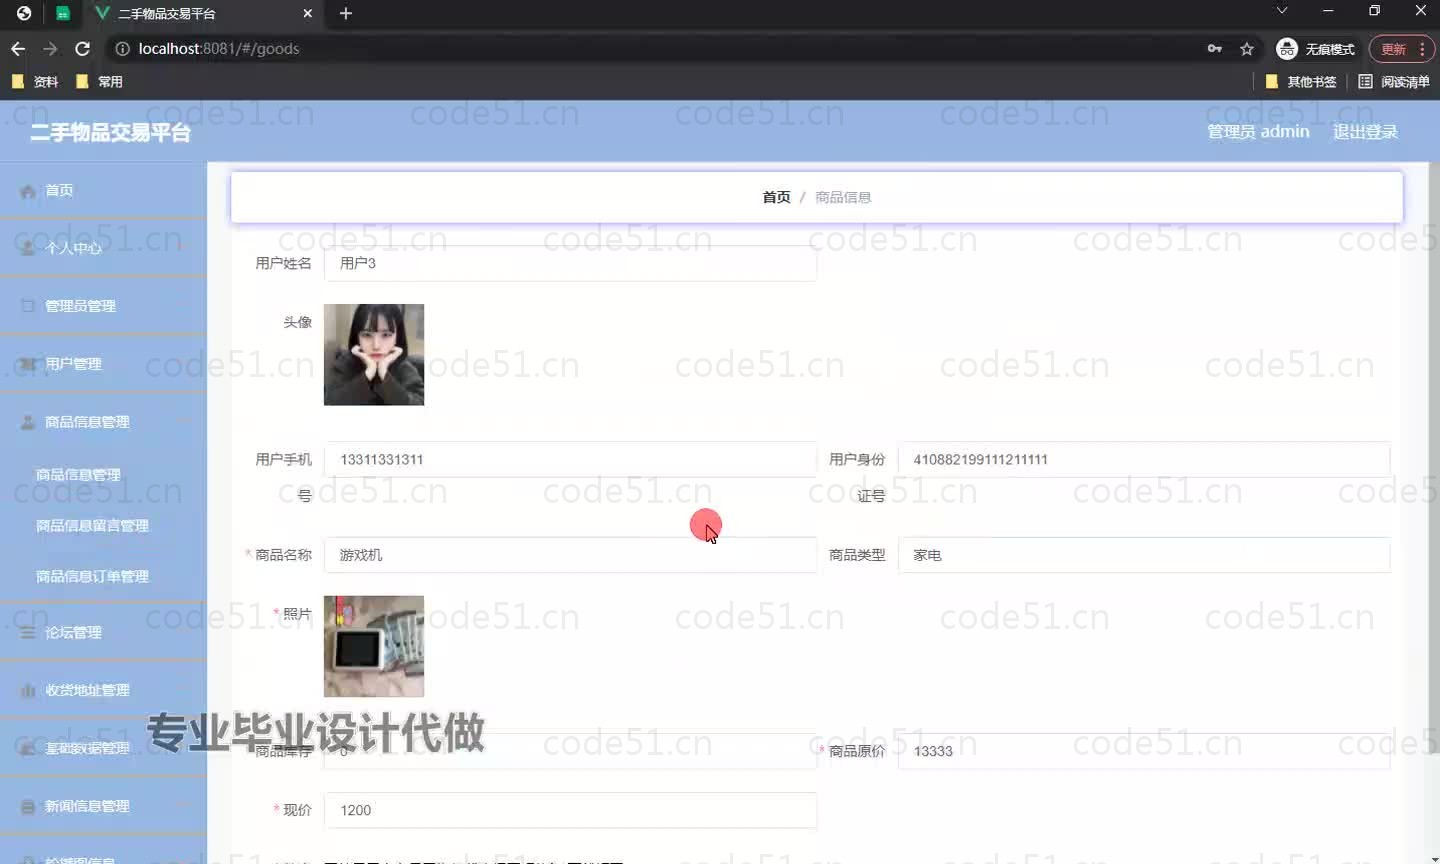 二手物品交易平台
localhost:8081/#/goods
无痕模式
更新
资料
常用
其他书签
阅读清单
二手物品交易平台
管理员 admin
退出登录
首页
个人中心
管理员管理
用户管理
商品信息管理
商品信息管理
商品信息留言管理
商品信息订单管理
论坛管理
收货地址管理
基础数据管理
新闻信息管理
首页 / 商品信息
用户姓名 用户3
头像
用户手机号 13311331311
用户身份证号 410882199111211111
* 商品名称 游戏机
商品类型 家电
* 照片
专业毕业设计代做
商品库存
* 商品原价 13333
* 现价 1200
code51.cn